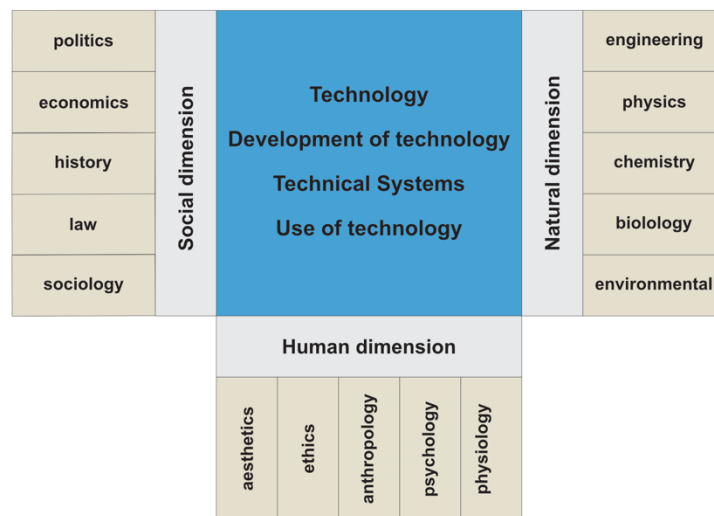 politics
economics
history
law
sociology
Social dimension
Technology
Development of technology
Technical Systems
Use of technology
Natural dimension
engineering
physics
chemistry
biolology
environmental
Human dimension
aesthetics
ethics
anthropology
psychology
physiology